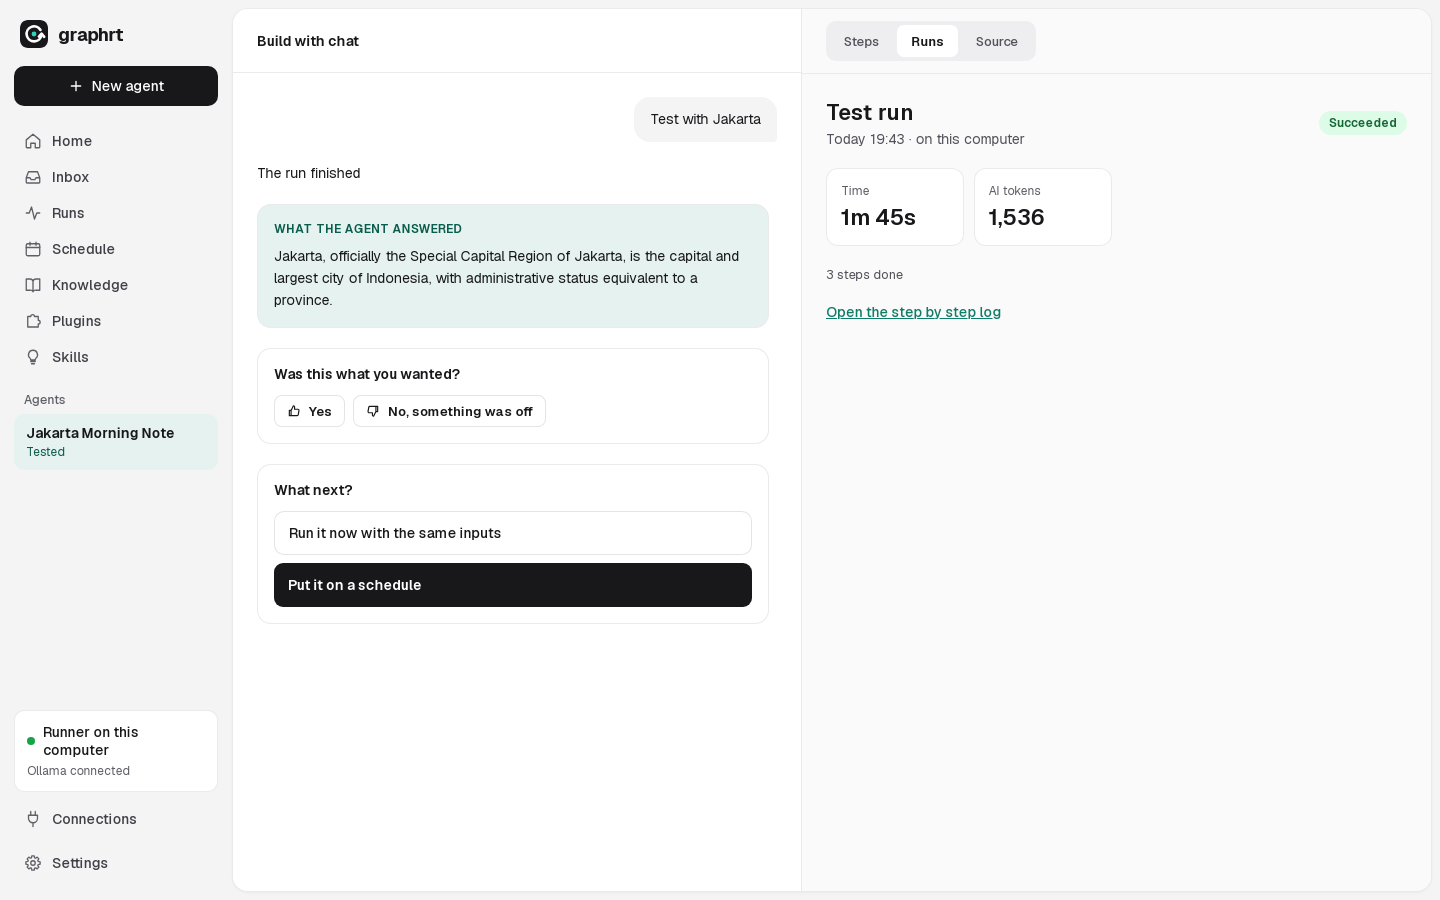 graphrt
New agent
Home
Inbox
Runs
Schedule
Knowledge
Plugins
Skills
Agents
Jakarta Morning Note
Tested
Runner on this
computer
Ollama connected
Connections
Settings
Build with chat
Test with Jakarta
The run finished
WHAT THE AGENT ANSWERED
Jakarta, officially the Special Capital Region of Jakarta, is the capital and
largest city of Indonesia, with administrative status equivalent to a
province.
Was this what you wanted?
Yes
No, something was off
What next?
Run it now with the same inputs
Put it on a schedule
Steps
Runs
Source
Test run
Succeeded
Today 19:43 · on this computer
Time
1m 45s
AI tokens
1,536
3 steps done
Open the step by step log